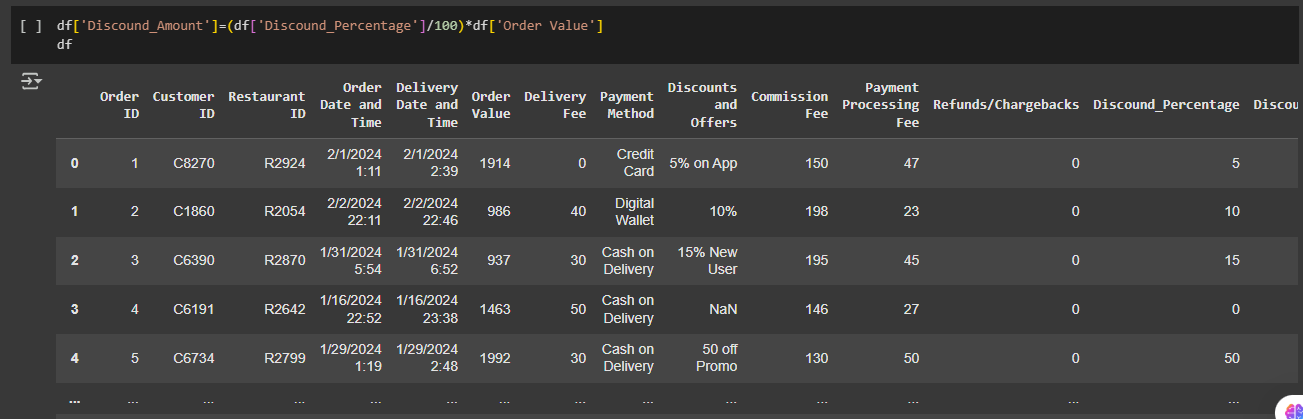 [ ] df['Discound_Amount']=(df['Discound_Percentage']/100)*df['Order Value']
df
Order ID Customer ID Restaurant ID Order Date and Time Delivery Date and Time Order Value Delivery Fee Payment Method Discounts and Offers Commission Fee Payment Processing Fee Refunds/Chargebacks Discound_Percentage Discou
0 1 C8270 R2924 2/1/2024 1:11 2/1/2024 2:39 1914 0 Credit Card 5% on App 150 47 0 5
1 2 C1860 R2054 2/2/2024 22:11 2/2/2024 22:46 986 40 Digital Wallet 10% 198 23 0 10
2 3 C6390 R2870 1/31/2024 5:54 1/31/2024 6:52 937 30 Cash on Delivery 15% New User 195 45 0 15
3 4 C6191 R2642 1/16/2024 22:52 1/16/2024 23:38 1463 50 Cash on Delivery NaN 146 27 0 0
4 5 C6734 R2799 1/29/2024 1:19 1/29/2024 2:48 1992 30 Cash on Delivery 50 off Promo 130 50 0 50
... ... ... ... ... ... ... ... ... ... ... ... ... ...